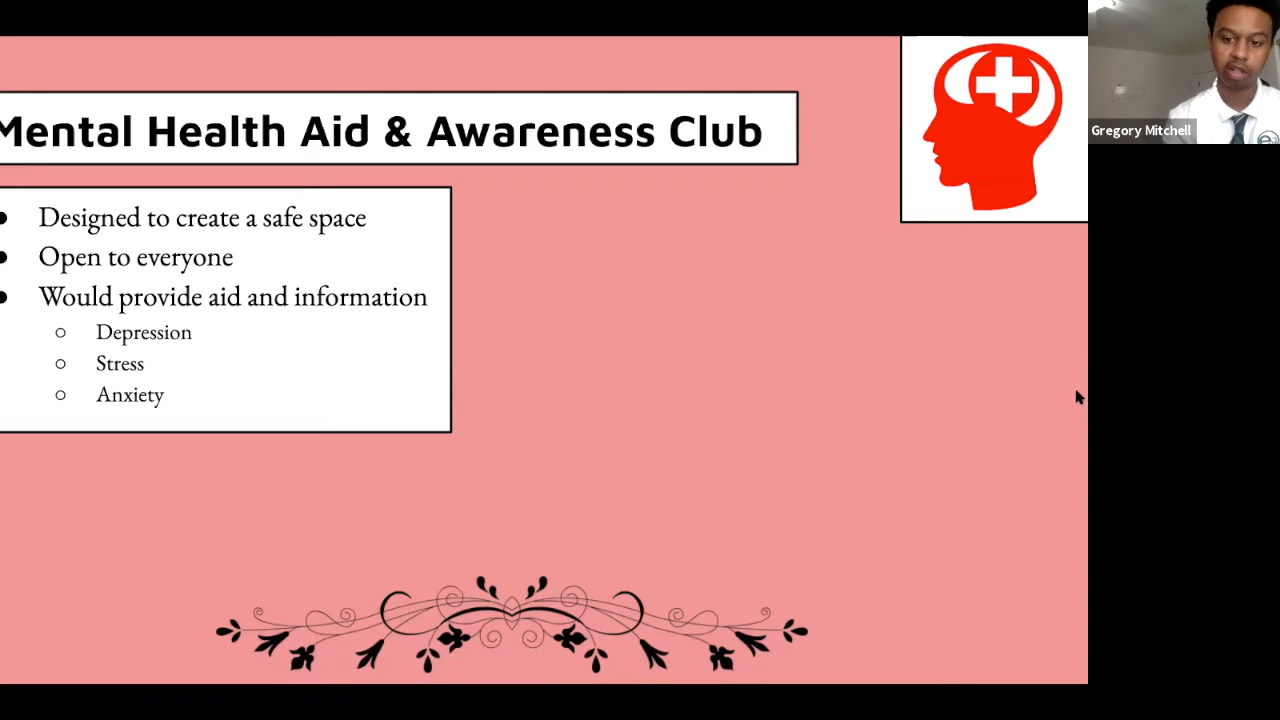 Mental Health Aid & Awareness Club
Gregory Mitchell
● Designed to create a safe space
● Open to everyone
● Would provide aid and information
○ Depression
○ Stress
○ Anxiety